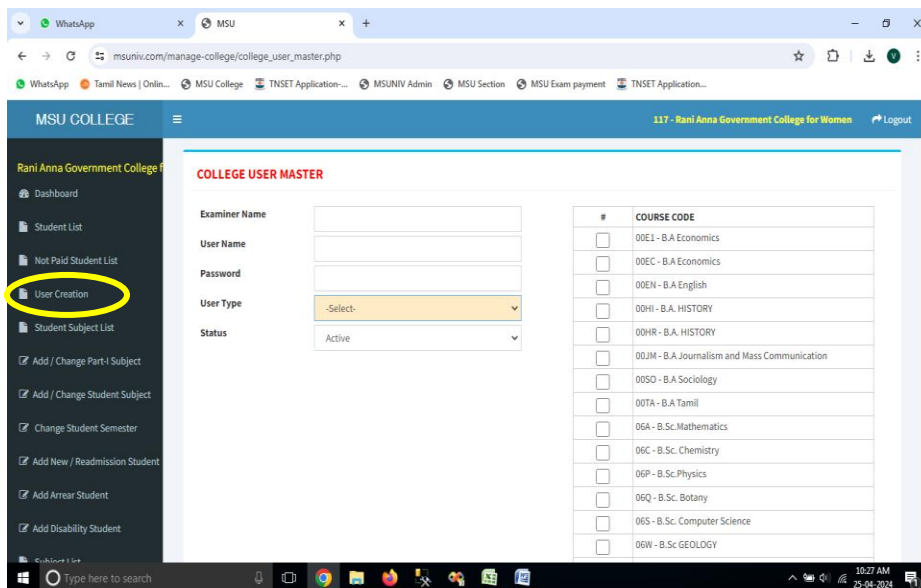 WhatsApp
MSU
msuniv.com/manage-college/college_user_master.php
V
WhatsApp
Tamil News | Onlin...
MSU College
TNSET Application-...
MSUNIV Admin
MSU Section
MSU Exam payment
TNSET Application...
MSU COLLEGE
117 - Rani Anna Government College for Women
Logout
Rani Anna Government College f
Dashboard
Student List
Not Paid Student List
User Creation
Student Subject List
Add / Change Part-I Subject
Add / Change Student Subject
Change Student Semester
Add New / Readmission Student
Add Arrear Student
Add Disability Student
Subject List
COLLEGE USER MASTER
Examiner Name
User Name
Password
User Type
-Select-
Status
Active
# COURSE CODE
00E1 - B.A Economics
00EC - B.A Economics
00EN - B.A English
00HI - B.A. HISTORY
00HR - B.A. HISTORY
00JM - B.A Journalism and Mass Communication
00SO - B.A Sociology
00TA - B.A Tamil
06A - B.Sc.Mathematics
06C - B.Sc. Chemistry
06P - B.Sc.Physics
06Q - B.Sc. Botany
06S - B.Sc. Computer Science
06W - B.Sc GEOLOGY
Type here to search
10:27 AM
25-04-2024